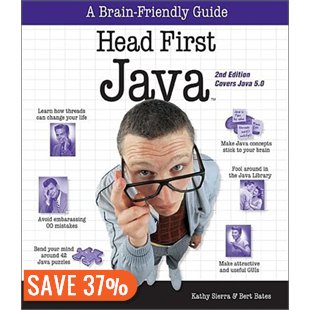 A Brain-Friendly Guide
Head First
Java
™
2nd Edition
Covers Java 5.0
Learn how threads
can change your life
Make Java concepts
stick to your brain
Fool around in
the Java Library
Avoid embarassing
OO mistakes
Bend your mind
around 42
Java puzzles
Make attractive
and useful GUIs
Kathy Sierra & Bert Bates
SAVE 37%